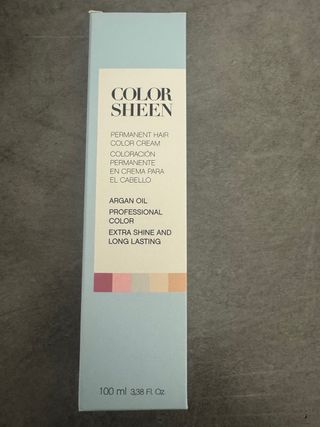 COLOR
SHEEN
PERMANENT HAIR
COLOR CREAM
COLORACIÓN
PERMANENTE
EN CREMA PARA
EL CABELLO
ARGAN OIL
PROFESSIONAL
COLOR
EXTRA SHINE AND
LONG LASTING
100 ml 3,38 Fl. Oz.